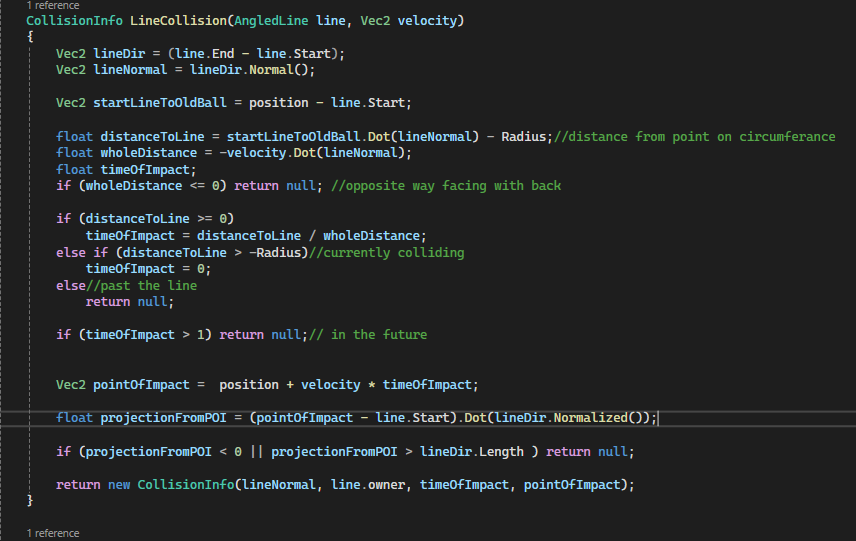 1 reference
CollisionInfo LineCollision(AngledLine line, Vec2 velocity)
{
Vec2 lineDir = (line.End - line.Start);
Vec2 lineNormal = lineDir.Normal();
Vec2 startLineToOldBall = position - line.Start;
float distanceToLine = startLineToOldBall.Dot(lineNormal) - Radius;//distance from point on circumferance
float wholeDistance = -velocity.Dot(lineNormal);
float timeOfImpact;
if (wholeDistance <= 0) return null; //opposite way facing with back
if (distanceToLine >= 0)
timeOfImpact = distanceToLine / wholeDistance;
else if (distanceToLine > -Radius)//currently colliding
timeOfImpact = 0;
else//past the line
return null;
if (timeOfImpact > 1) return null;// in the future
Vec2 pointOfImpact =  position + velocity * timeOfImpact;
float projectionFromPOI = (pointOfImpact - line.Start).Dot(lineDir.Normalized());
if (projectionFromPOI < 0 || projectionFromPOI > lineDir.Length ) return null;
return new CollisionInfo(lineNormal, line.owner, timeOfImpact, pointOfImpact);
}
1 reference